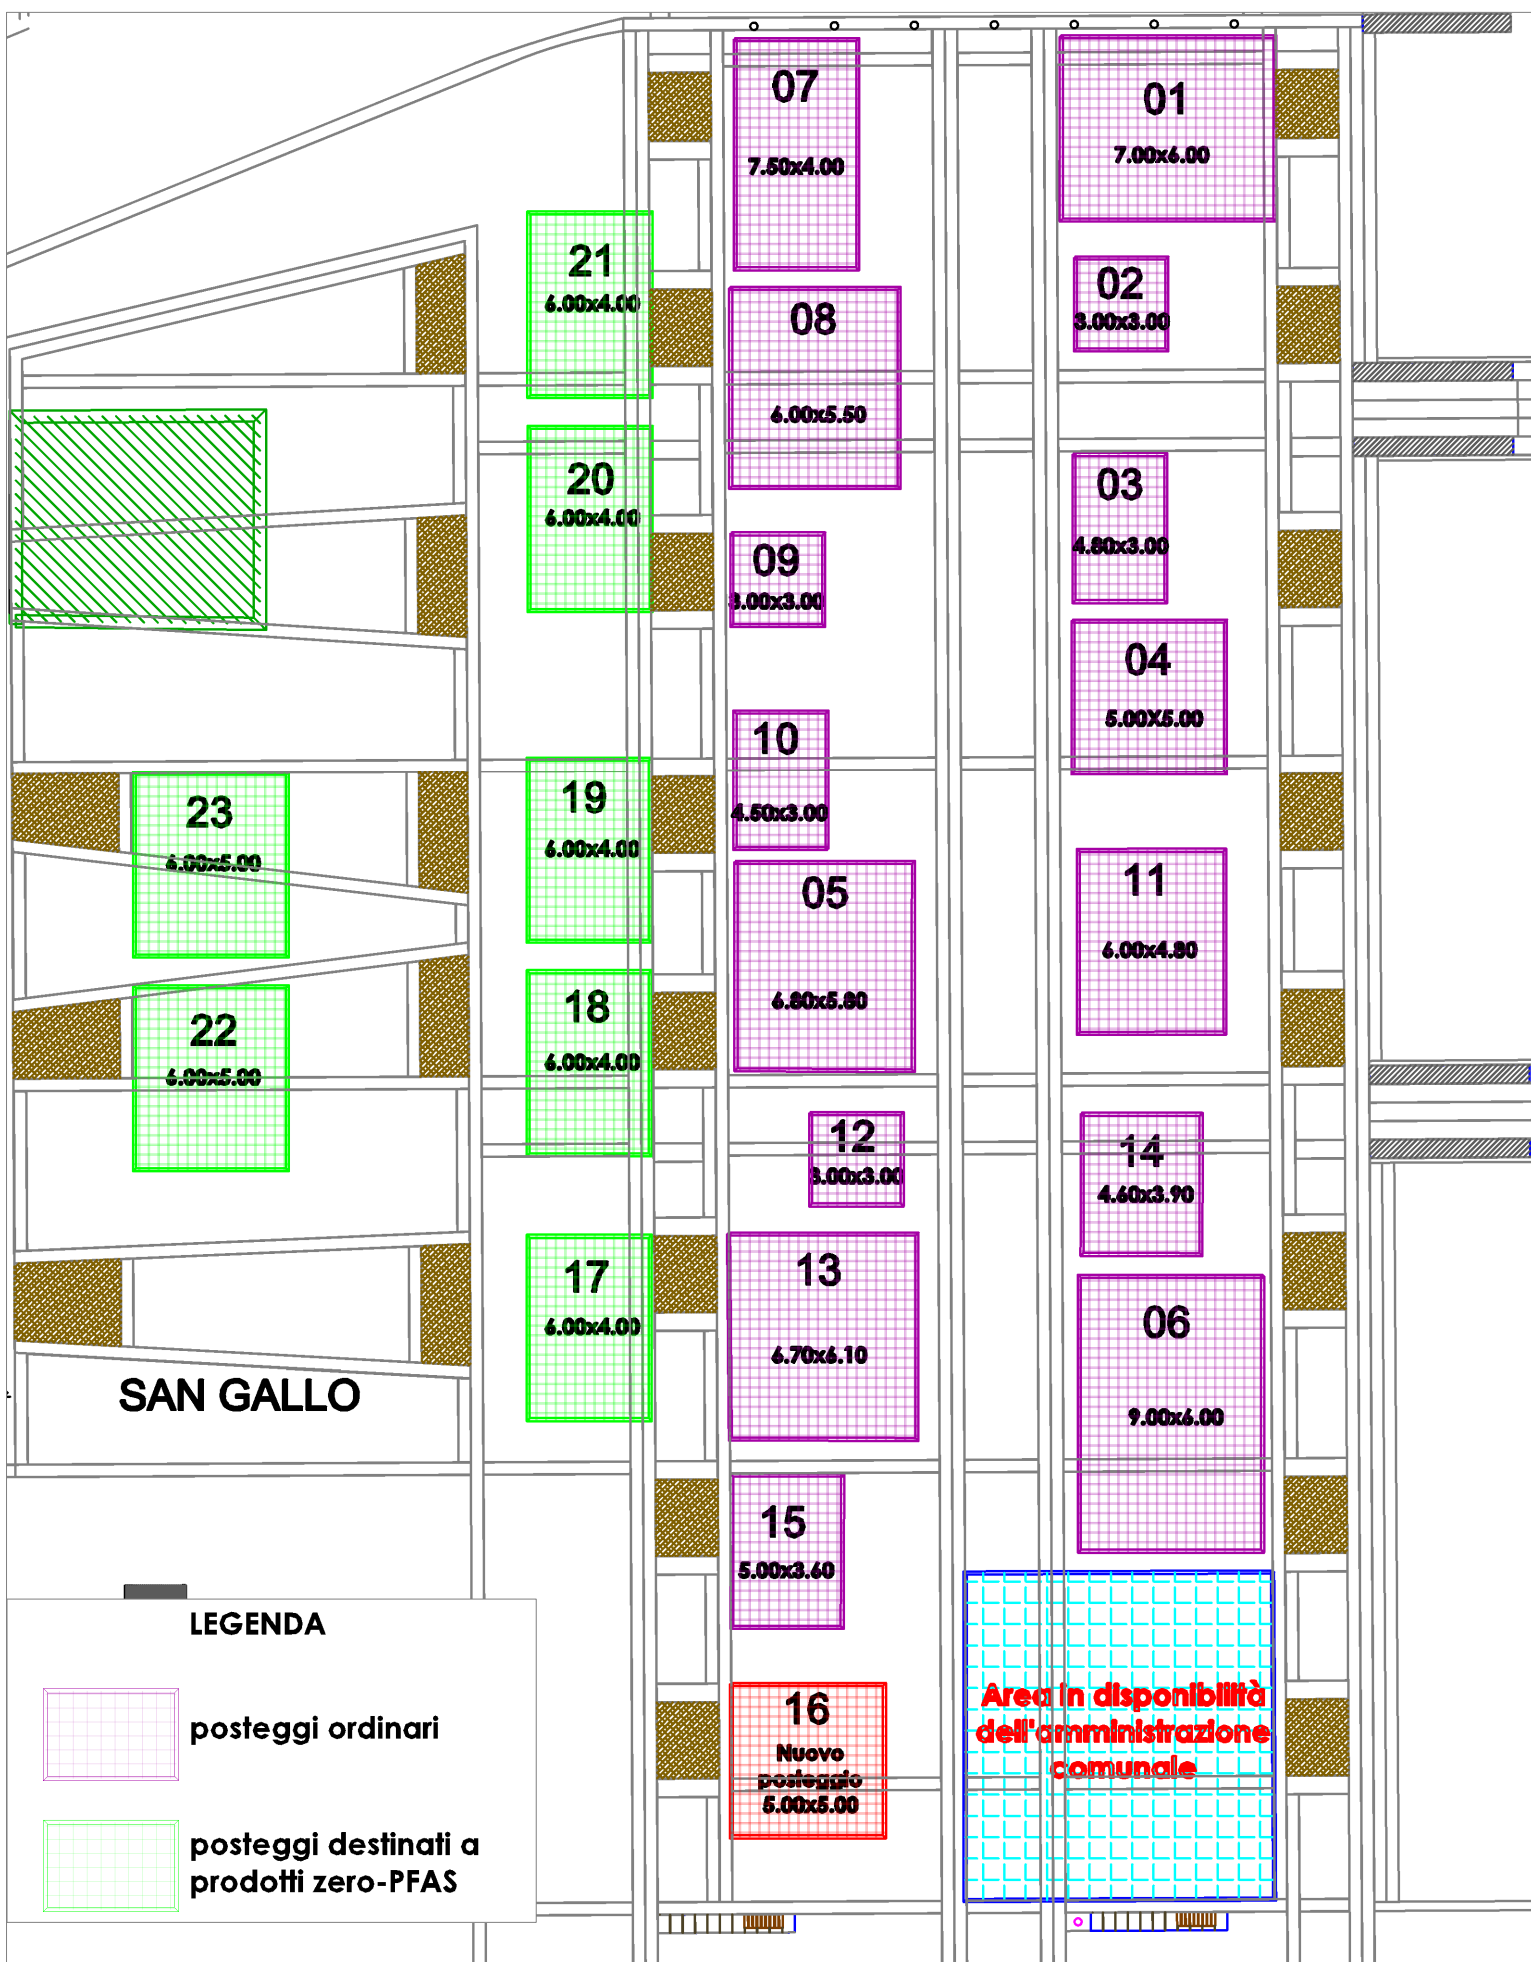 07
7.50x4.00
01
7.00x6.00
21
6.00x4.00
02
3.00x3.00
08
6.00x5.50
20
6.00x4.00
03
4.80x3.00
09
3.00x3.00
04
5.00X5.00
10
4.50x3.00
23
6.00x5.00
19
6.00x4.00
05
6.80x5.80
11
6.00x4.80
22
6.00x5.00
18
6.00x4.00
12
3.00x3.00
14
4.60x3.90
17
6.00x4.00
13
6.70x6.10
06
9.00x6.00
SAN GALLO
15
5.00x3.60
16
Nuovo
posteggio
5.00x5.00
Area in disponibilità
dell'amministrazione
comunale
LEGENDA
posteggi ordinari
posteggi destinati a
prodotti zero-PFAS